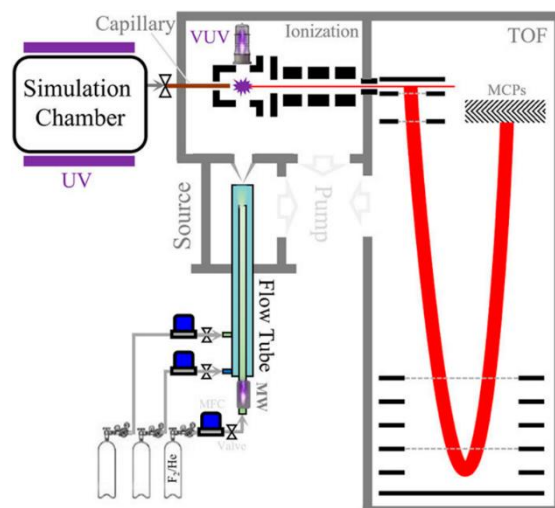 Capillary
VUV
Ionization
TOF
Simulation
Chamber
MCPs
UV
Source
Pump
Flow Tube
MW
MFC
Valve
F₂/He